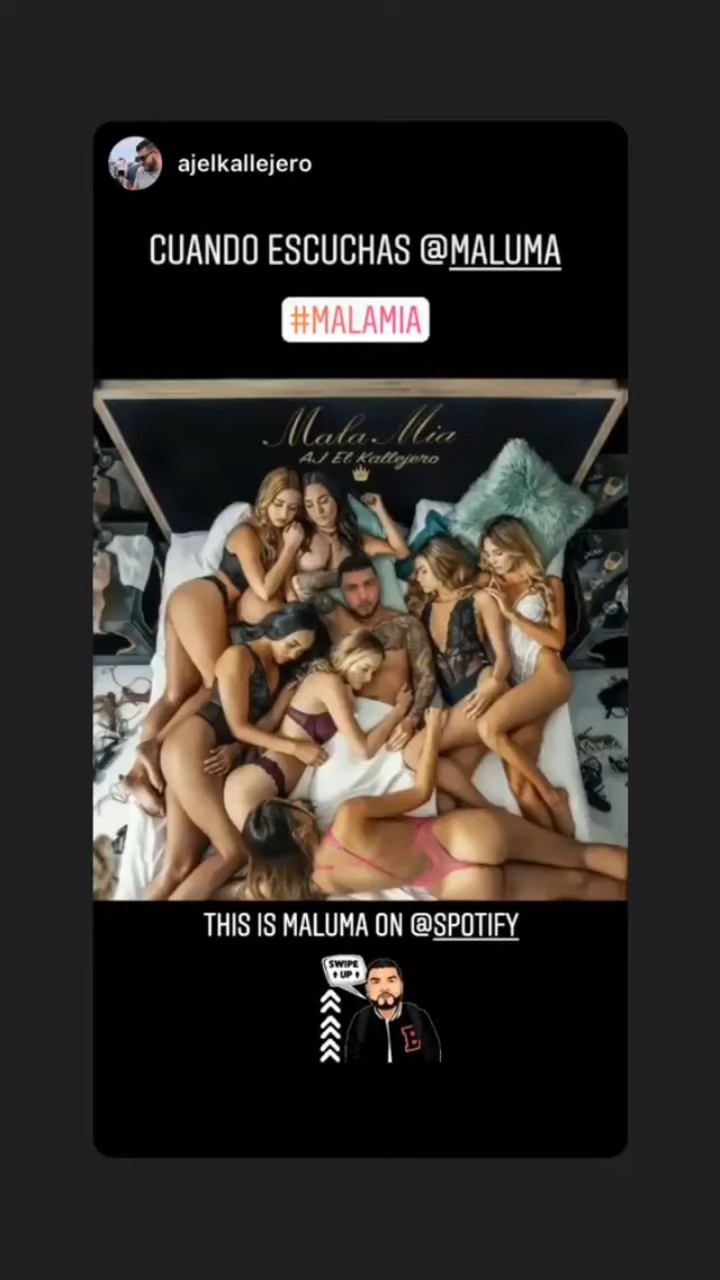 ajelkallejero
CUANDO ESCUCHAS @MALUMA
#MALAMIA
Mala Mia
AJ El Kallejero
THIS IS MALUMA ON @SPOTIFY
SWIPE
UP